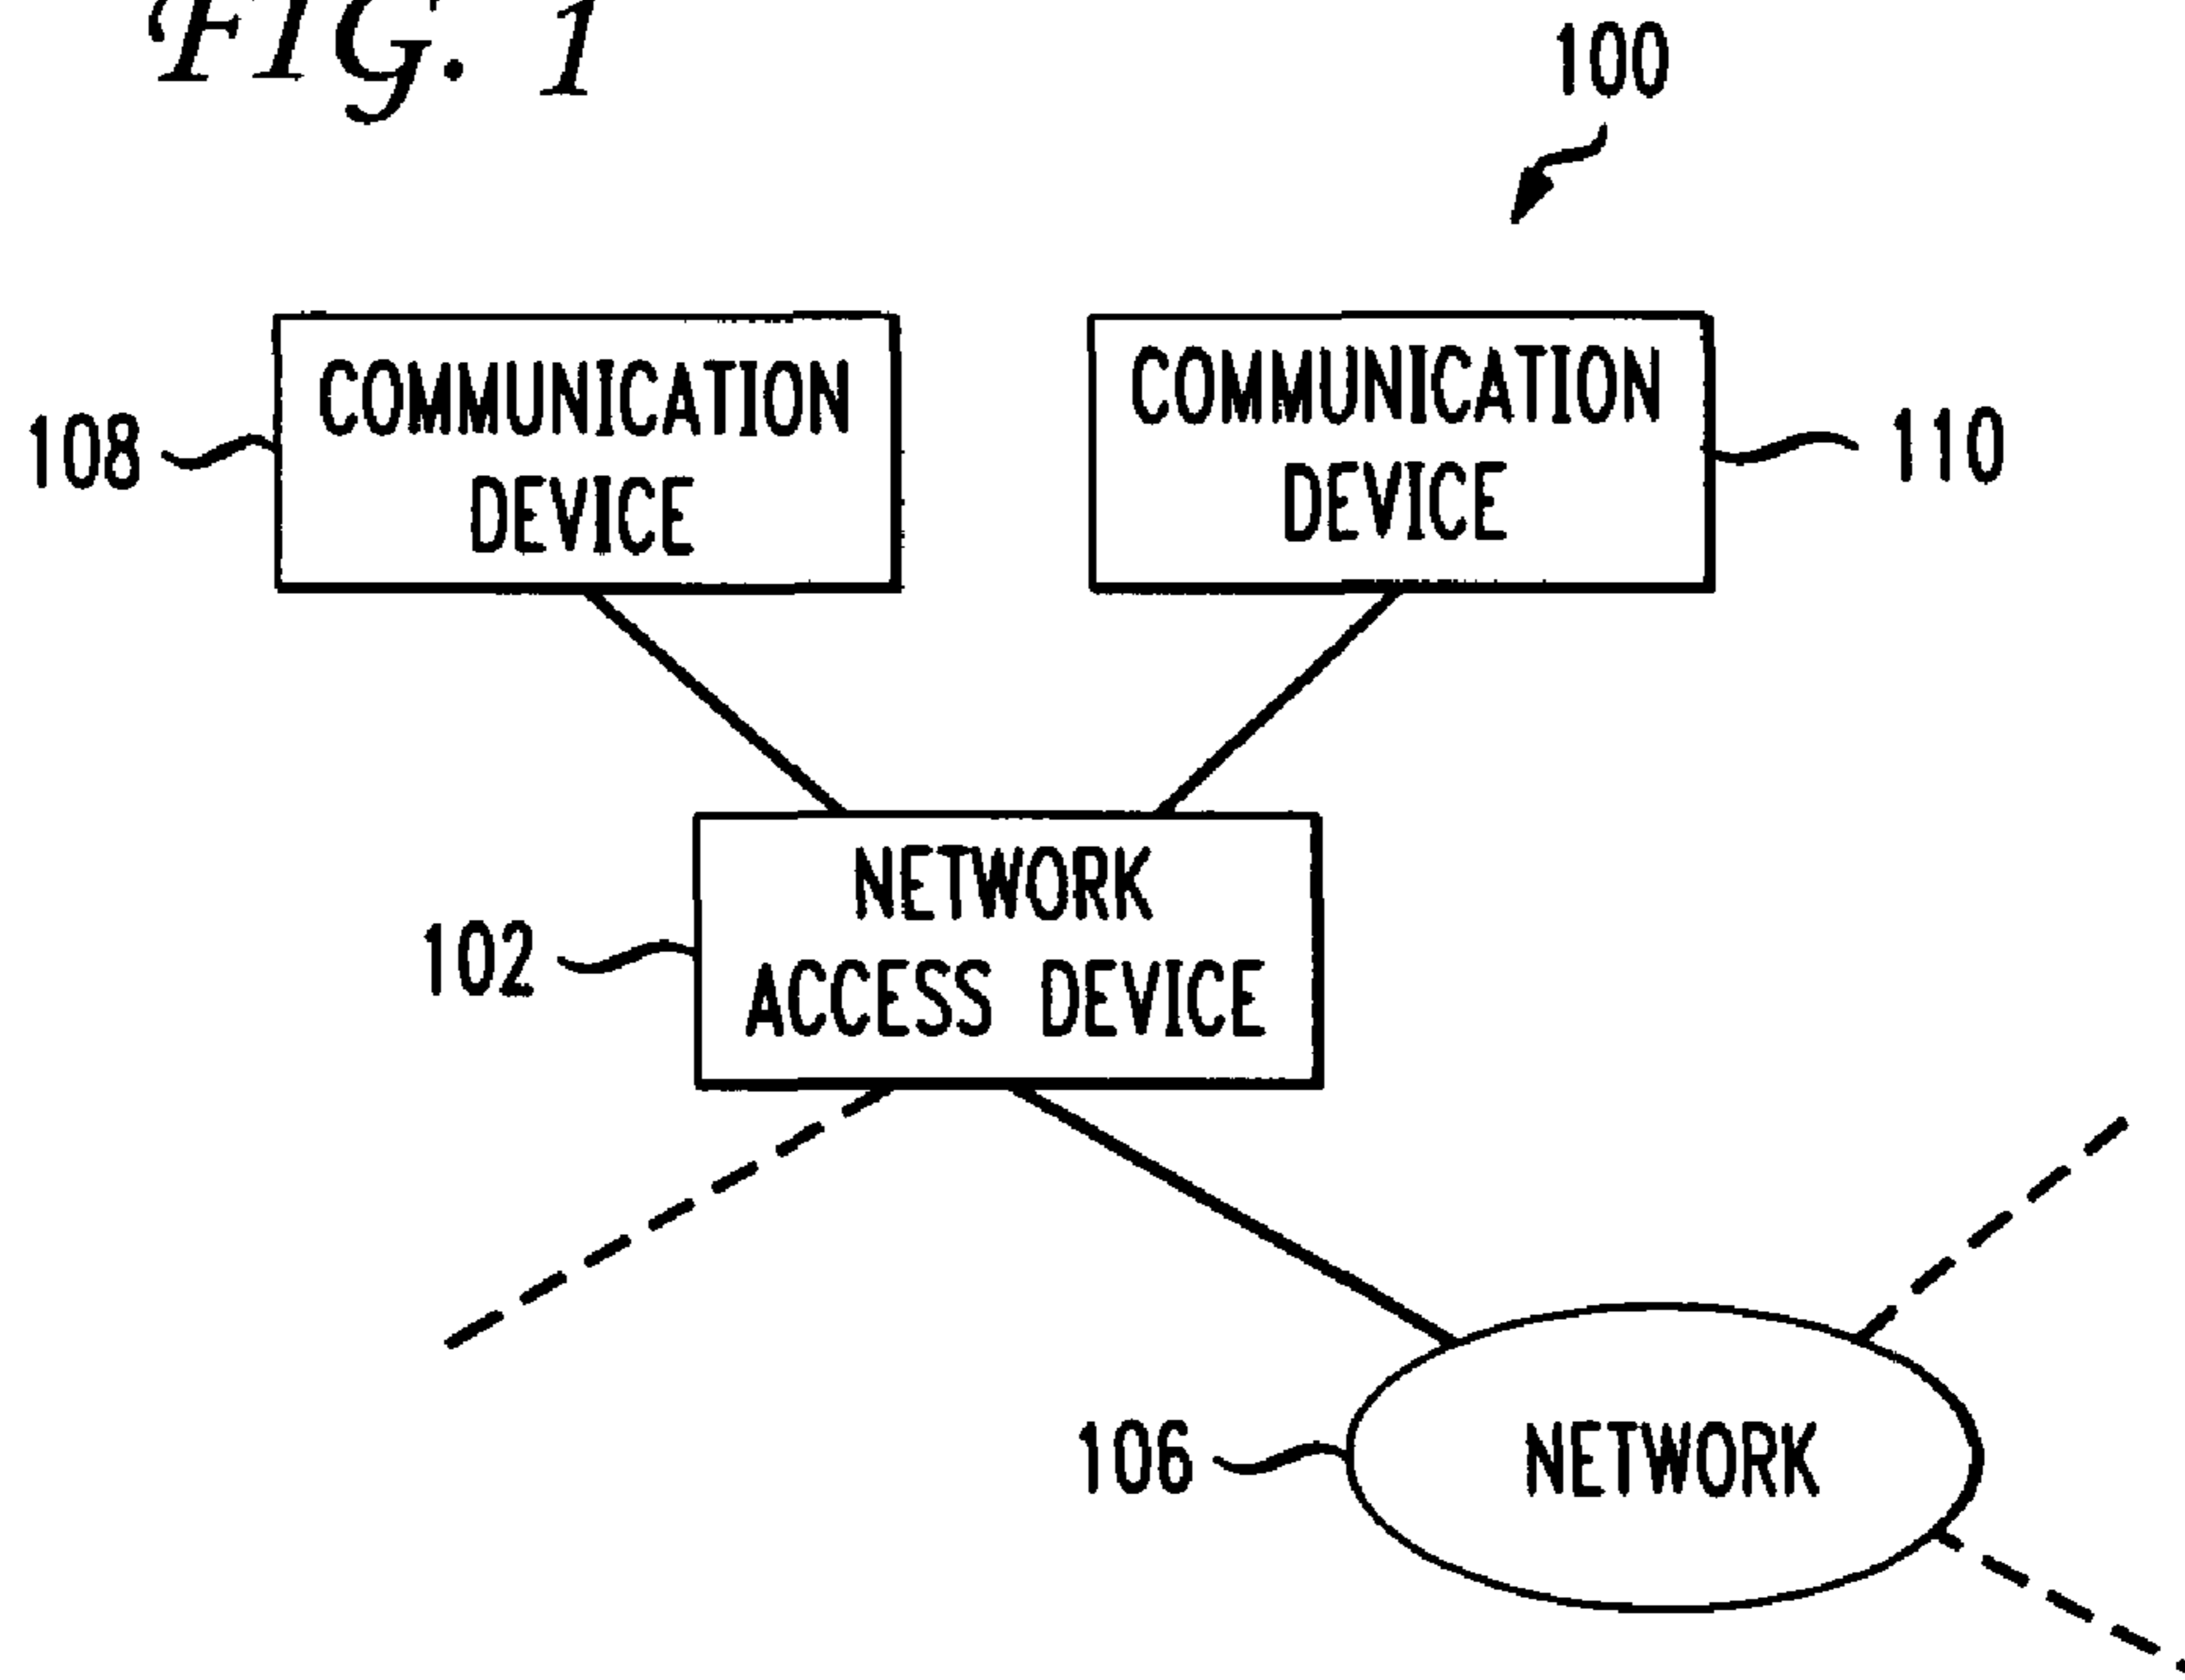 FIG. 1
100
COMMUNICATION
DEVICE
COMMUNICATION
DEVICE
108
110
NETWORK
ACCESS DEVICE
102
106
NETWORK